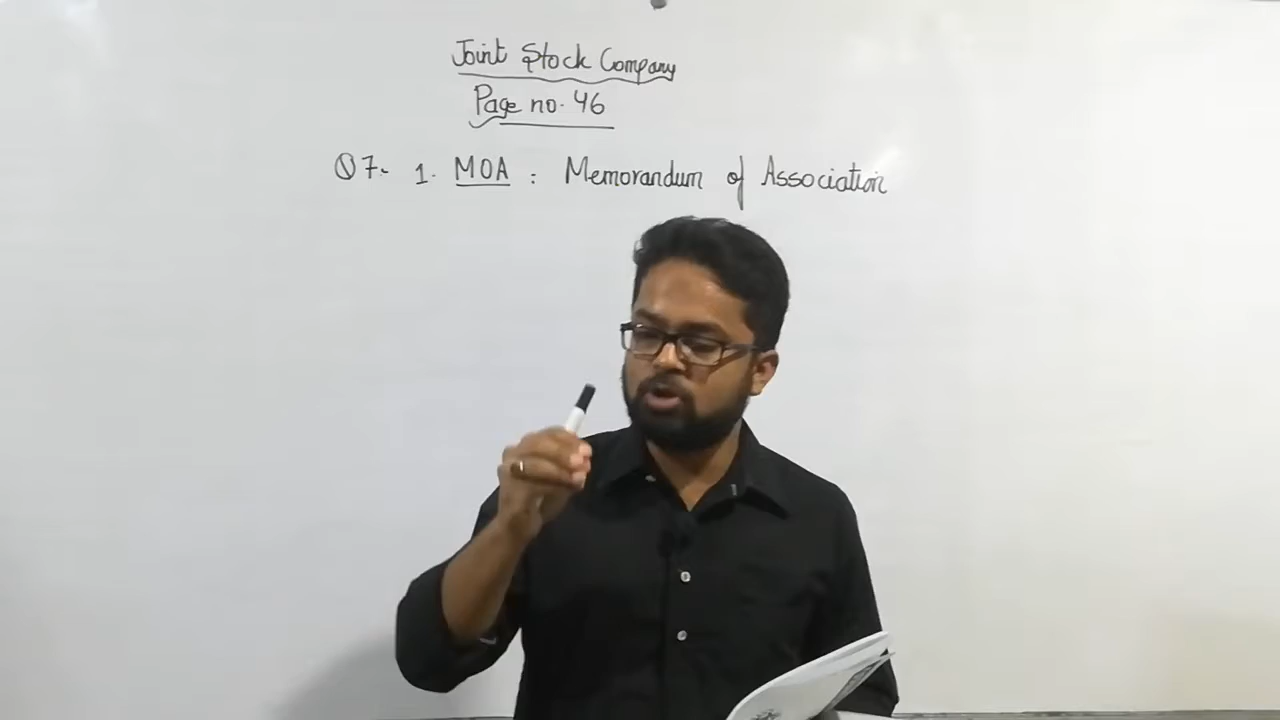 Joint Stock Company
Page no. 46
Q7. 1. MOA : Memorandum of Association